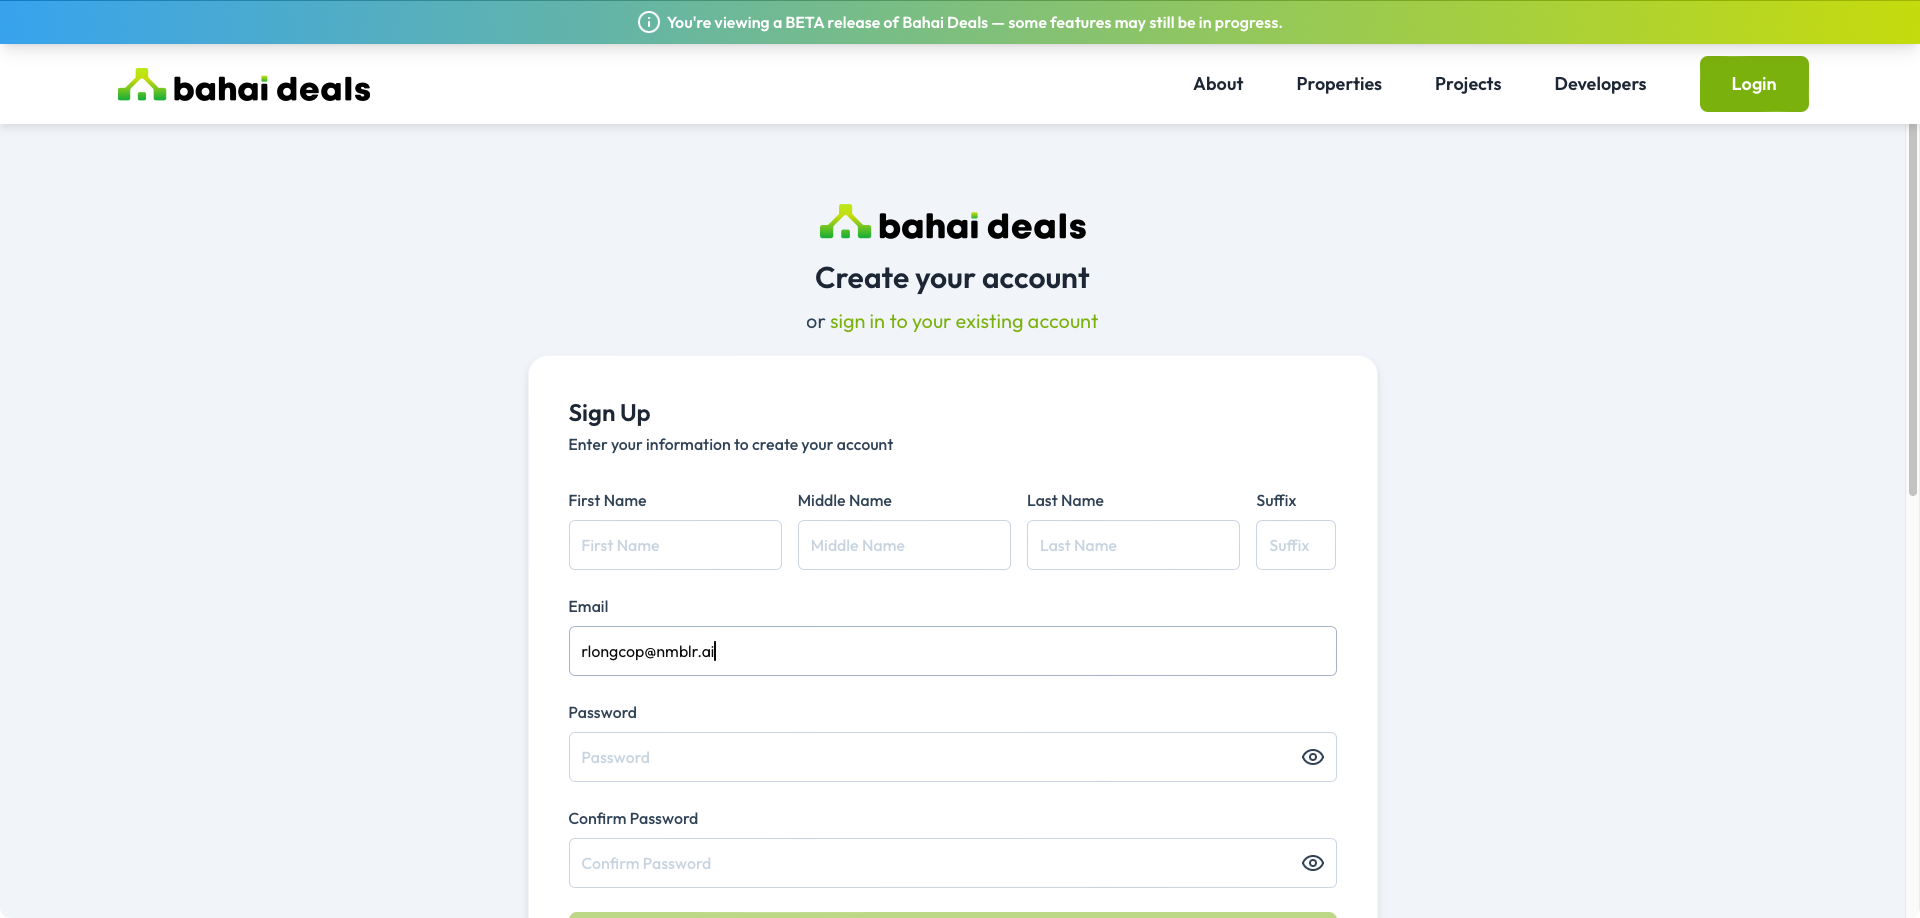 You're viewing a BETA release of Bahai Deals — some features may still be in progress.
bahai deals
About Properties Projects Developers Login
bahai deals
Create your account
or sign in to your existing account
Sign Up
Enter your information to create your account
First Name Middle Name Last Name Suffix
First Name Middle Name Last Name Suffix
Email
rlongcop@nmblr.ai
Password
Password
Confirm Password
Confirm Password